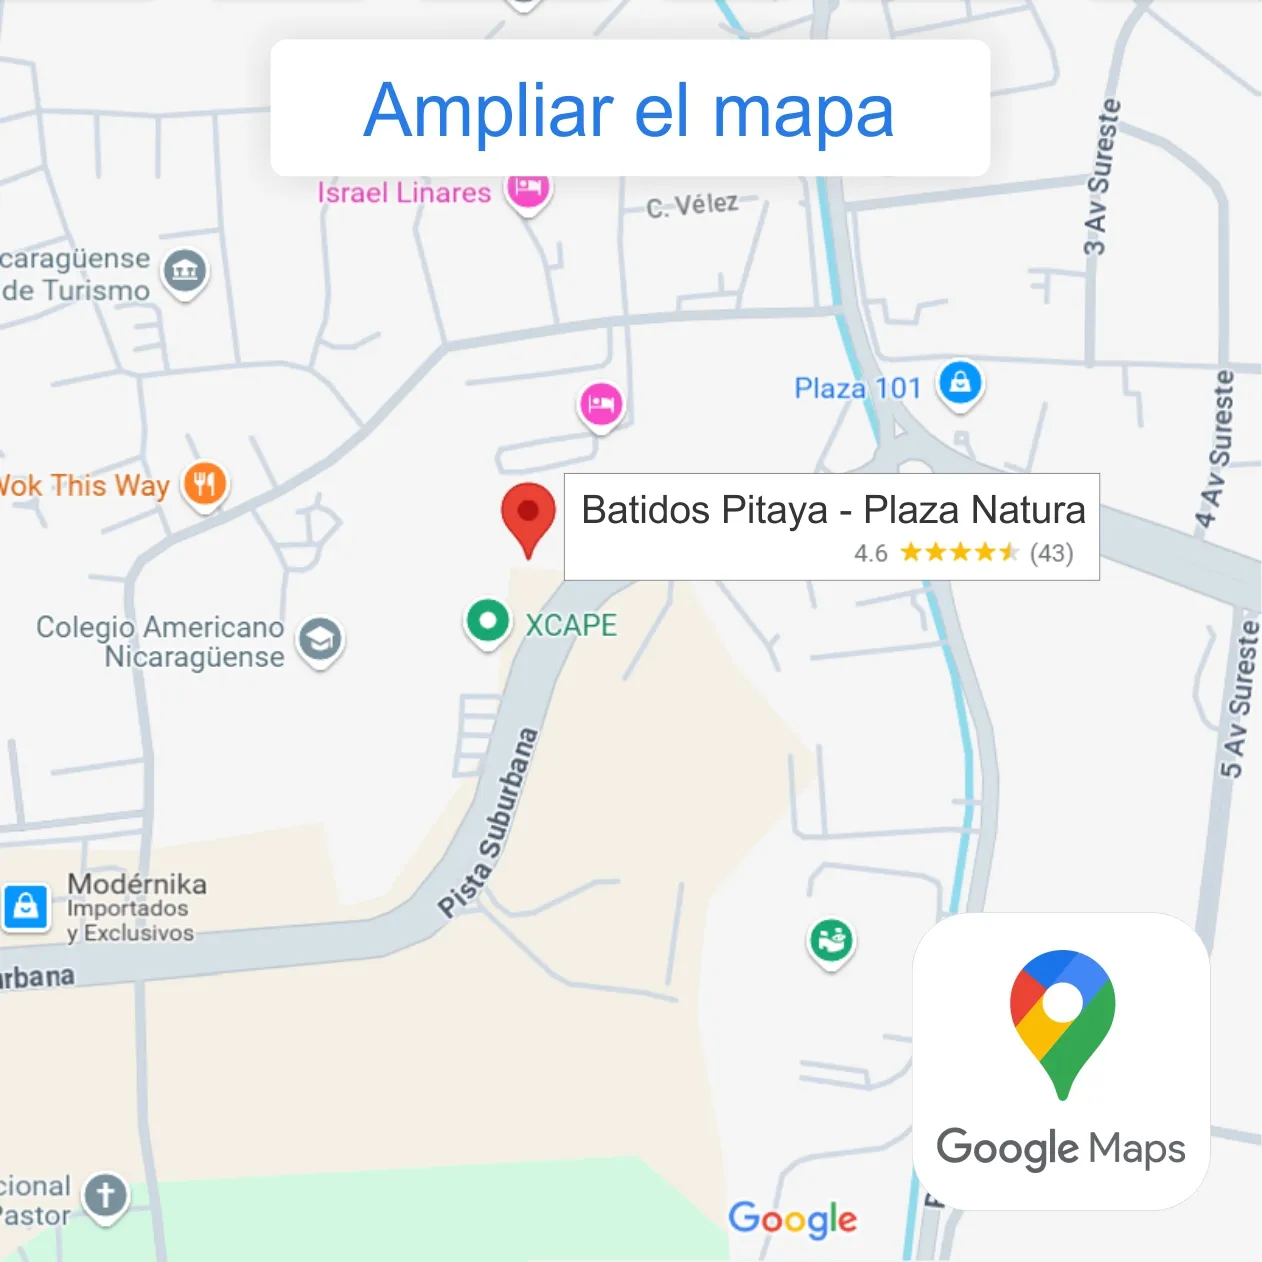 Ampliar el mapa
Israel Linares
C. Vélez
3 Av Sureste
caragüense
de Turismo
Plaza 101
4 Av Sureste
Wok This Way
Batidos Pitaya - Plaza Natura
4.6 (43)
XCAPE
Colegio Americano
Nicaragüense
5 Av Sureste
Pista Suburbana
Modérnika
Importados
y Exclusivos
urbana
Google Maps
cional
Pastor
Google